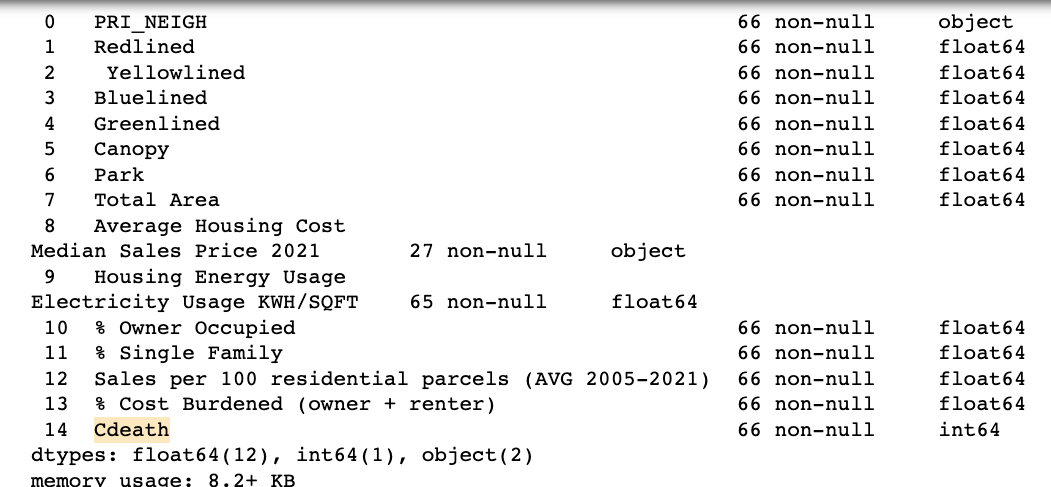 0 PRI_NEIGH 66 non-null object
1 Redlined 66 non-null float64
2 Yellowlined 66 non-null float64
3 Bluelined 66 non-null float64
4 Greenlined 66 non-null float64
5 Canopy 66 non-null float64
6 Park 66 non-null float64
7 Total Area 66 non-null float64
8 Average Housing Cost
Median Sales Price 2021 27 non-null object
9 Housing Energy Usage
Electricity Usage KWH/SQFT 65 non-null float64
10 % Owner Occupied 66 non-null float64
11 % Single Family 66 non-null float64
12 Sales per 100 residential parcels (AVG 2005-2021) 66 non-null float64
13 % Cost Burdened (owner + renter) 66 non-null float64
14 Cdeath 66 non-null int64
dtypes: float64(12), int64(1), object(2)
memory usage: 8.2+ KB